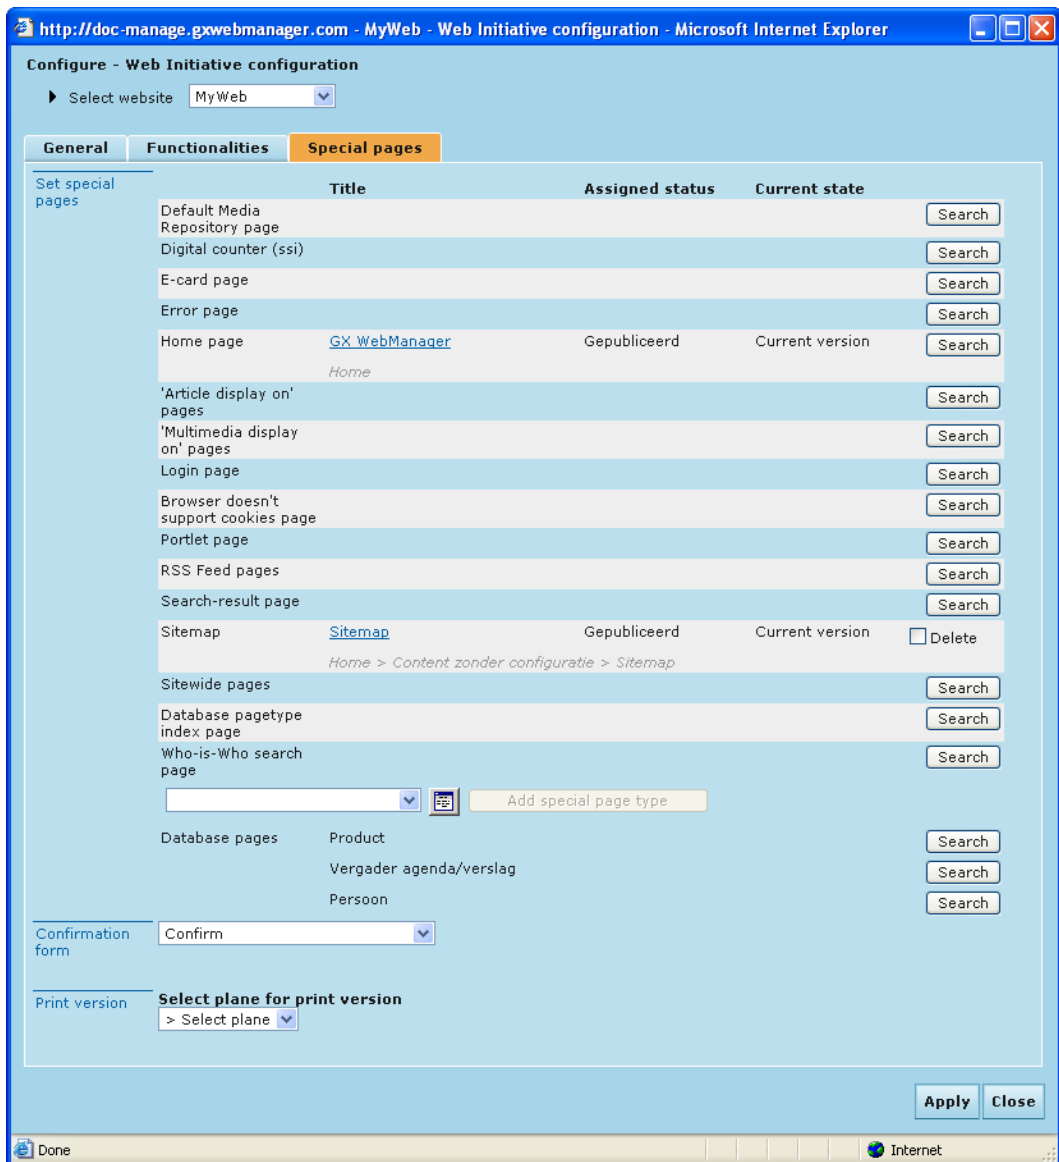 http://doc-manage.gxwebmanager.com - MyWeb - Web Initiative configuration - Microsoft Internet Explorer
Configure - Web Initiative configuration
Select website MyWeb
General Functionalities Special pages
Set special pages
Title Assigned status Current state
Default Media
Repository page Search
Digital counter (ssi) Search
E-card page Search
Error page Search
Home page GX WebManager Gepubliceerd Current version Search
Home
'Article display on'
pages Search
'Multimedia display
on' pages Search
Login page Search
Browser doesn't
support cookies page Search
Portlet page Search
RSS Feed pages Search
Search-result page Search
Sitemap Sitemap Gepubliceerd Current version Delete
Home > Content zonder configuratie > Sitemap
Sitewide pages Search
Database pagetype
index page Search
Who-is-Who search
page Search
Add special page type
Database pages Product Search
Vergader agenda/verslag Search
Persoon Search
Confirmation
form Confirm
Print version Select plane for print version
> Select plane
Apply Close
Done Internet